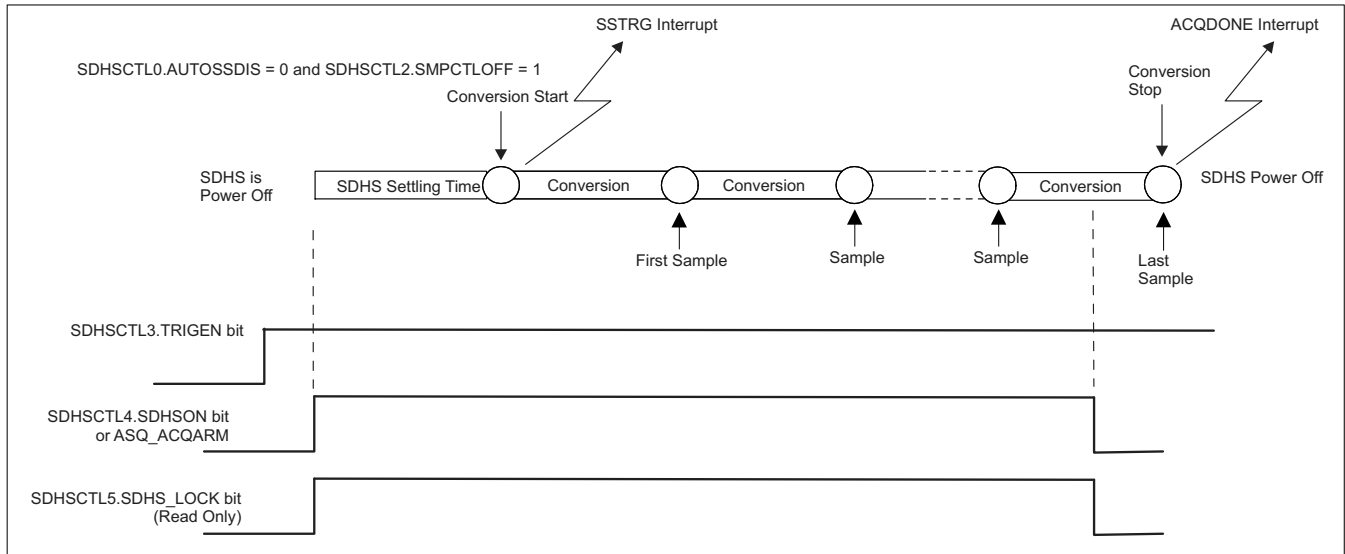 SSTRG Interrupt
ACQDONE Interrupt
SDHSCTL0.AUTOSSDIS = 0 and SDHSCTL2.SMPCTLOFF = 1
Conversion Start
Conversion
Stop
SDHS is
Power Off
SDHS Settling Time
Conversion
Conversion
Conversion
SDHS Power Off
First Sample
Sample
Sample
Last
Sample
SDHSCTL3.TRIGEN bit
SDHSCTL4.SDHSON bit
or ASQ_ACQARM
SDHSCTL5.SDHS_LOCK bit
(Read Only)